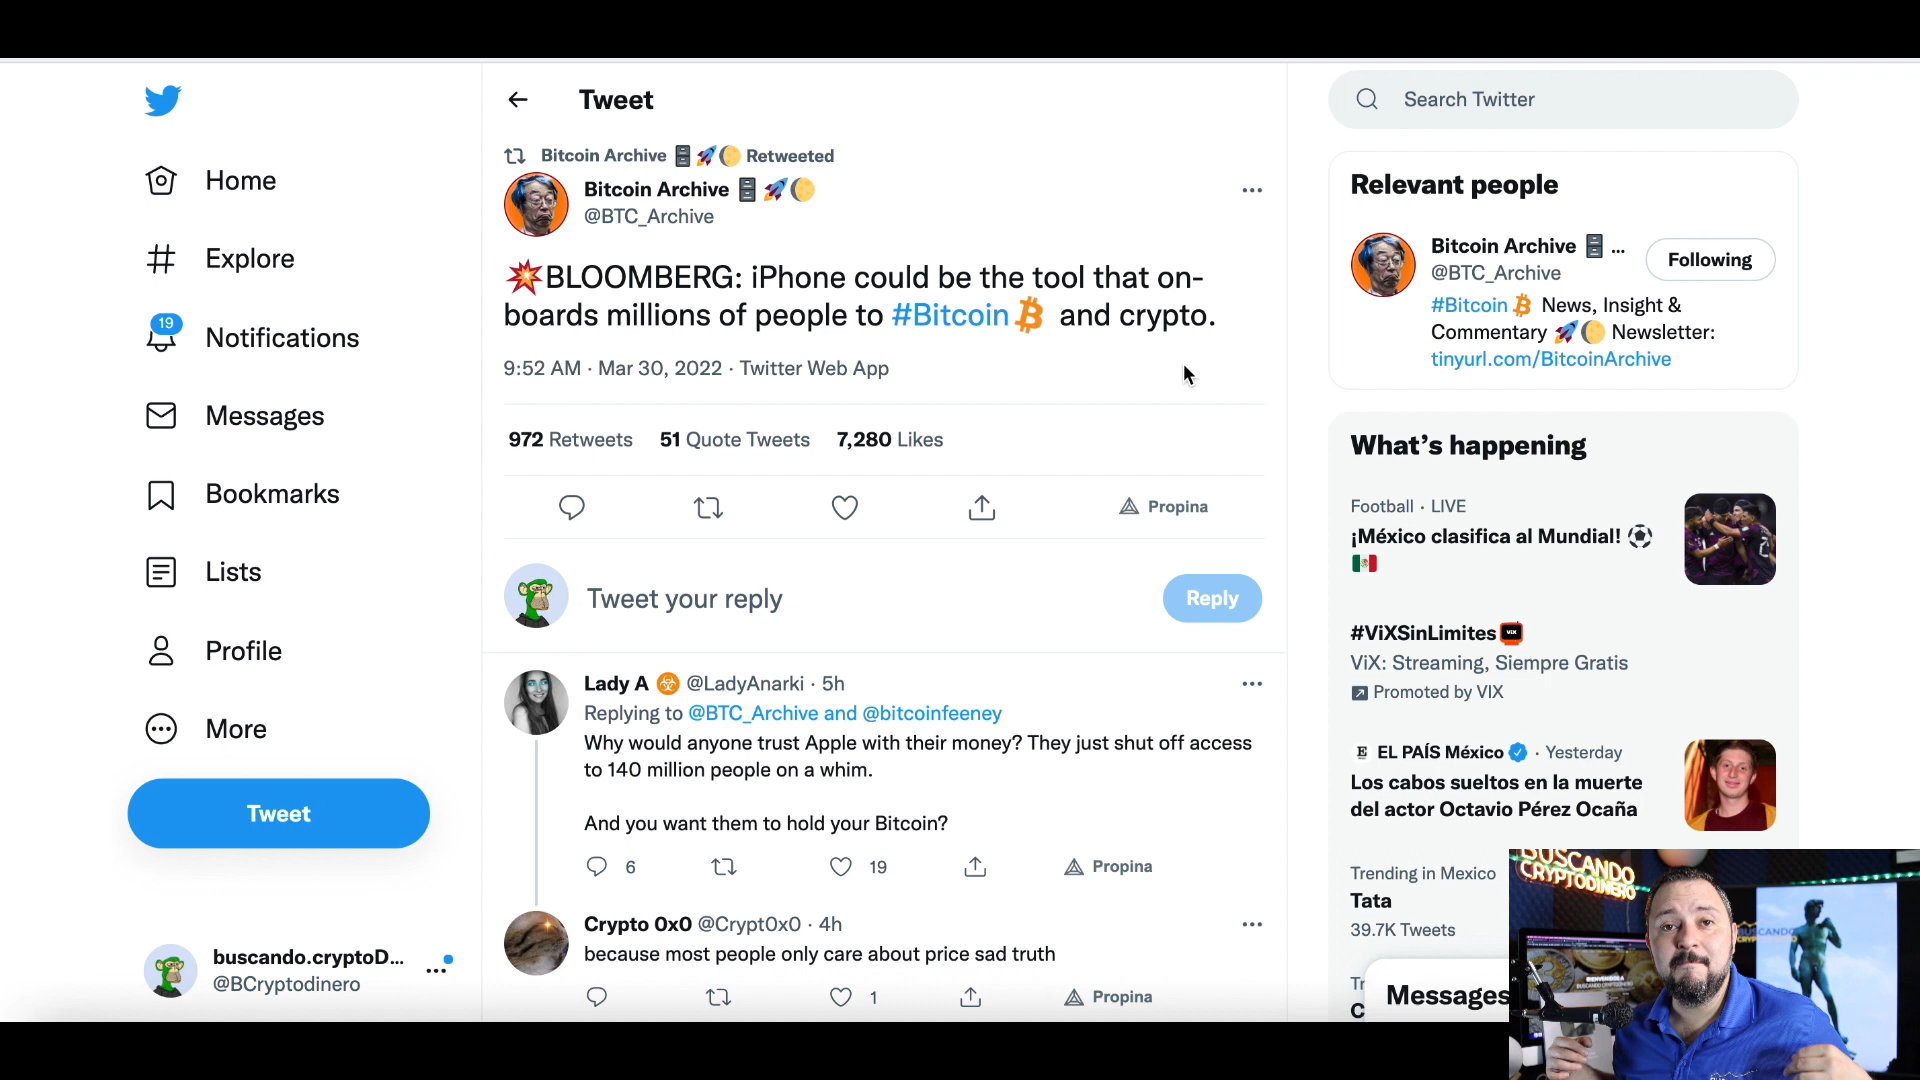 Tweet
Search Twitter
Bitcoin Archive 🗄🚀🌔 Retweeted
Bitcoin Archive 🗄🚀🌔
@BTC_Archive
💥BLOOMBERG: iPhone could be the tool that on-
boards millions of people to #Bitcoin and crypto.
9:52 AM · Mar 30, 2022 · Twitter Web App
972 Retweets 51 Quote Tweets 7,280 Likes
Propina
Tweet your reply
Reply
Lady A @LadyAnarki · 5h
Replying to @BTC_Archive and @bitcoinfeeney
Why would anyone trust Apple with their money? They just shut off access
to 140 million people on a whim.
And you want them to hold your Bitcoin?
6
19
Propina
Crypto 0x0 @Crypt0x0 · 4h
because most people only care about price sad truth
1
Propina
Home
Explore
19
Notifications
Messages
Bookmarks
Lists
Profile
More
Tweet
buscando.cryptoD...
@BCryptodinero
Relevant people
Bitcoin Archive 🗄 ...
@BTC_Archive
Following
#Bitcoin News, Insight &
Commentary 🚀🌔 Newsletter:
tinyurl.com/BitcoinArchive
What's happening
Football · LIVE
¡México clasifica al Mundial! ⚽
🇲🇽
#ViXSinLimites
ViX: Streaming, Siempre Gratis
Promoted by VIX
EL PAÍS México · Yesterday
Los cabos sueltos en la muerte
del actor Octavio Pérez Ocaña
Trending in Mexico
Tata
39.7K Tweets
Messages
BUSCANDO
CRYPTODINERO